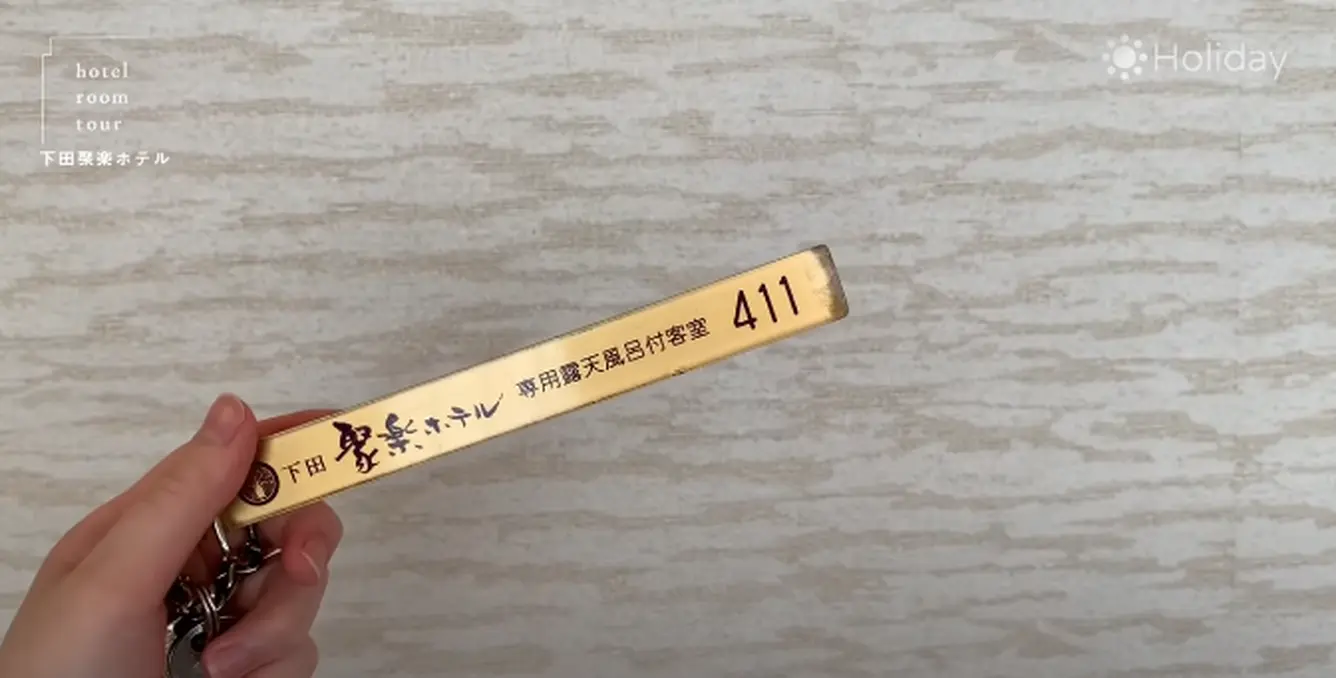 hotel
room
tour
下田聚楽ホテル
Holiday
下田 聚楽ホテル 専用露天風呂付客室 411